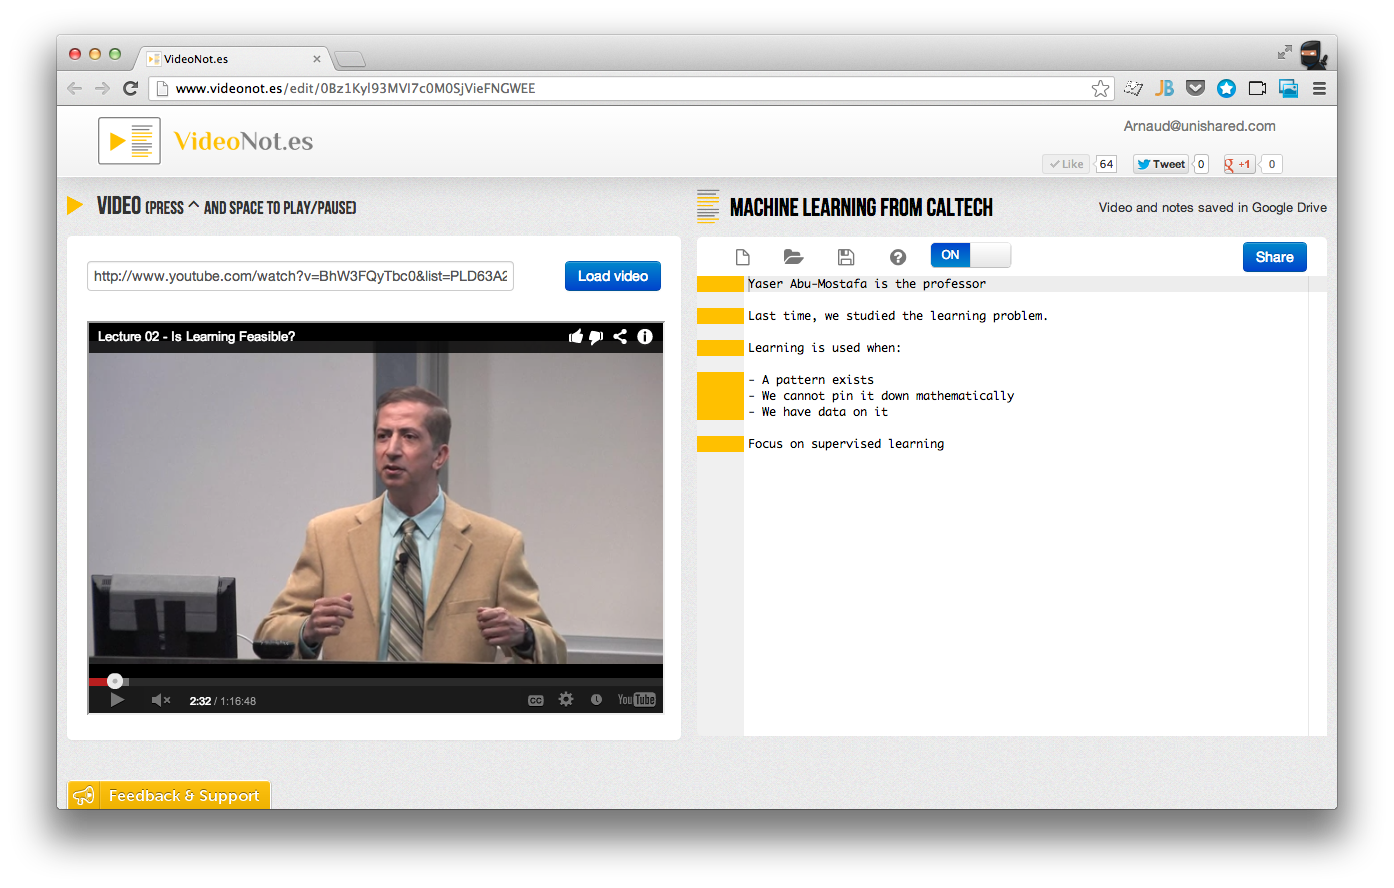 VideoNot.es
www.videonot.es/edit/0Bz1Kyl93MVI7c0M0SjVieFNGWEE
JB
VideoNot.es
Arnaud@unishared.com
Like 64 Tweet 0 +1 0
VIDEO (PRESS ^ AND SPACE TO PLAY/PAUSE)
MACHINE LEARNING FROM CALTECH
Video and notes saved in Google Drive
http://www.youtube.com/watch?v=BhW3FQyTbc0&list=PLD63A2
Load video
ON
Share
Lecture 02 - Is Learning Feasible?
2:32 / 1:16:48
CC
YouTube
Yaser Abu-Mostafa is the professor
Last time, we studied the learning problem.
Learning is used when:
- A pattern exists
- We cannot pin it down mathematically
- We have data on it
Focus on supervised learning
Feedback & Support